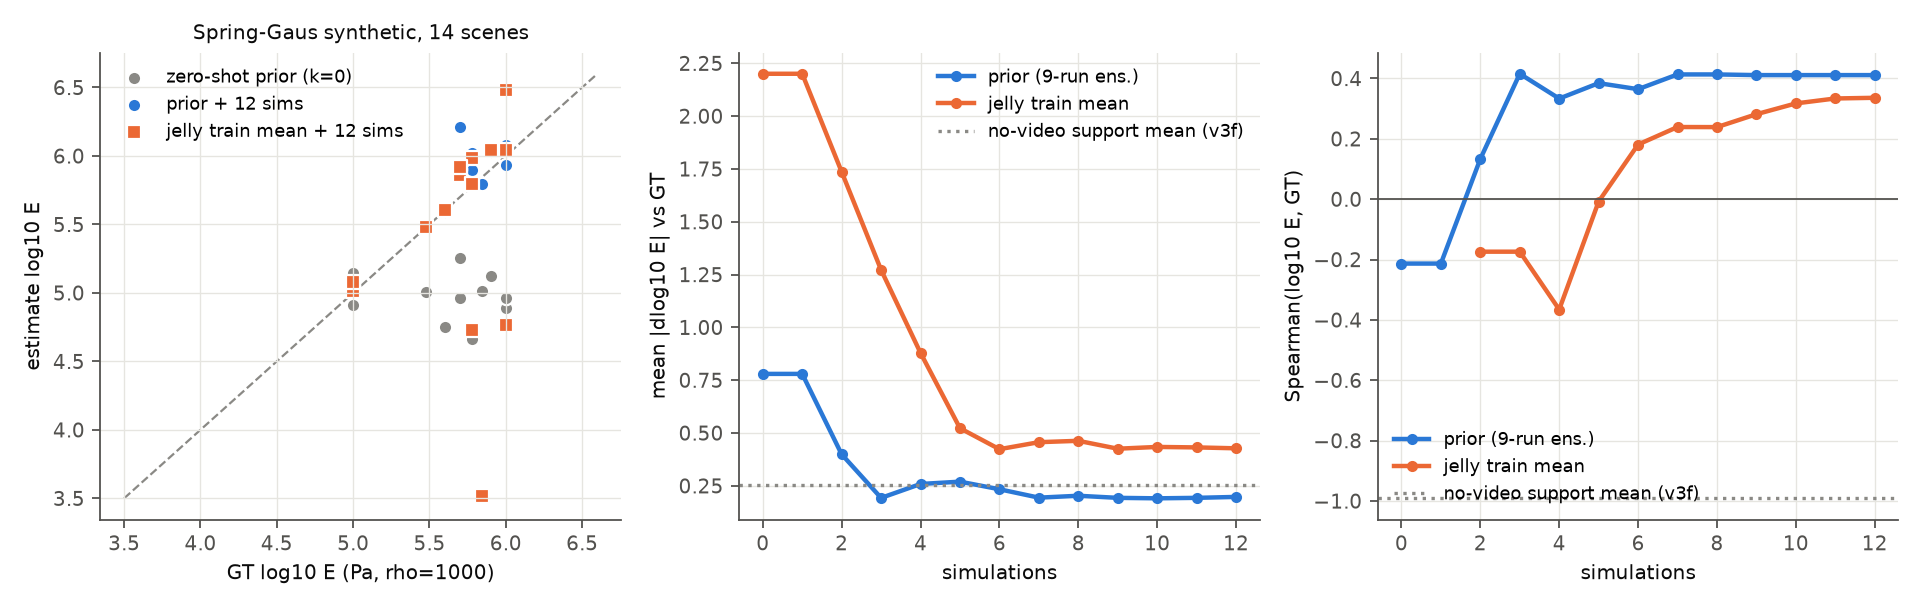 Spring-Gaus synthetic, 14 scenes
zero-shot prior (k=0)
prior + 12 sims
jelly train mean + 12 sims
estimate log10 E
6.5
6.0
5.5
5.0
4.5
4.0
3.5
3.5 4.0 4.5 5.0 5.5 6.0 6.5
GT log10 E (Pa, rho=1000)
prior (9-run ens.)
jelly train mean
no-video support mean (v3f)
mean |dlog10 E| vs GT
2.25
2.00
1.75
1.50
1.25
1.00
0.75
0.50
0.25
0 2 4 6 8 10 12
simulations
Spearman(log10 E, GT)
0.4
0.2
0.0
−0.2
−0.4
−0.6
−0.8
−1.0
prior (9-run ens.)
jelly train mean
no-video support mean (v3f)
0 2 4 6 8 10 12
simulations